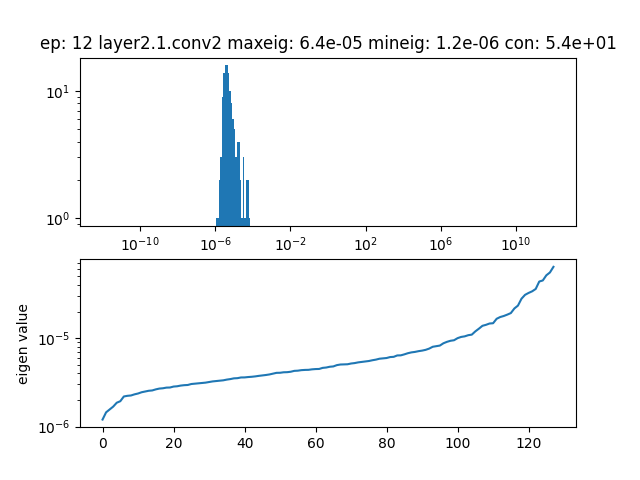 ep: 12 layer2.1.conv2 maxeig: 6.4e-05 mineig: 1.2e-06 con: 5.4e+01
10¹
10⁰
10⁻¹⁰ 10⁻⁶ 10⁻² 10² 10⁶ 10¹⁰
eigen value
10⁻⁵
10⁻⁶
0 20 40 60 80 100 120